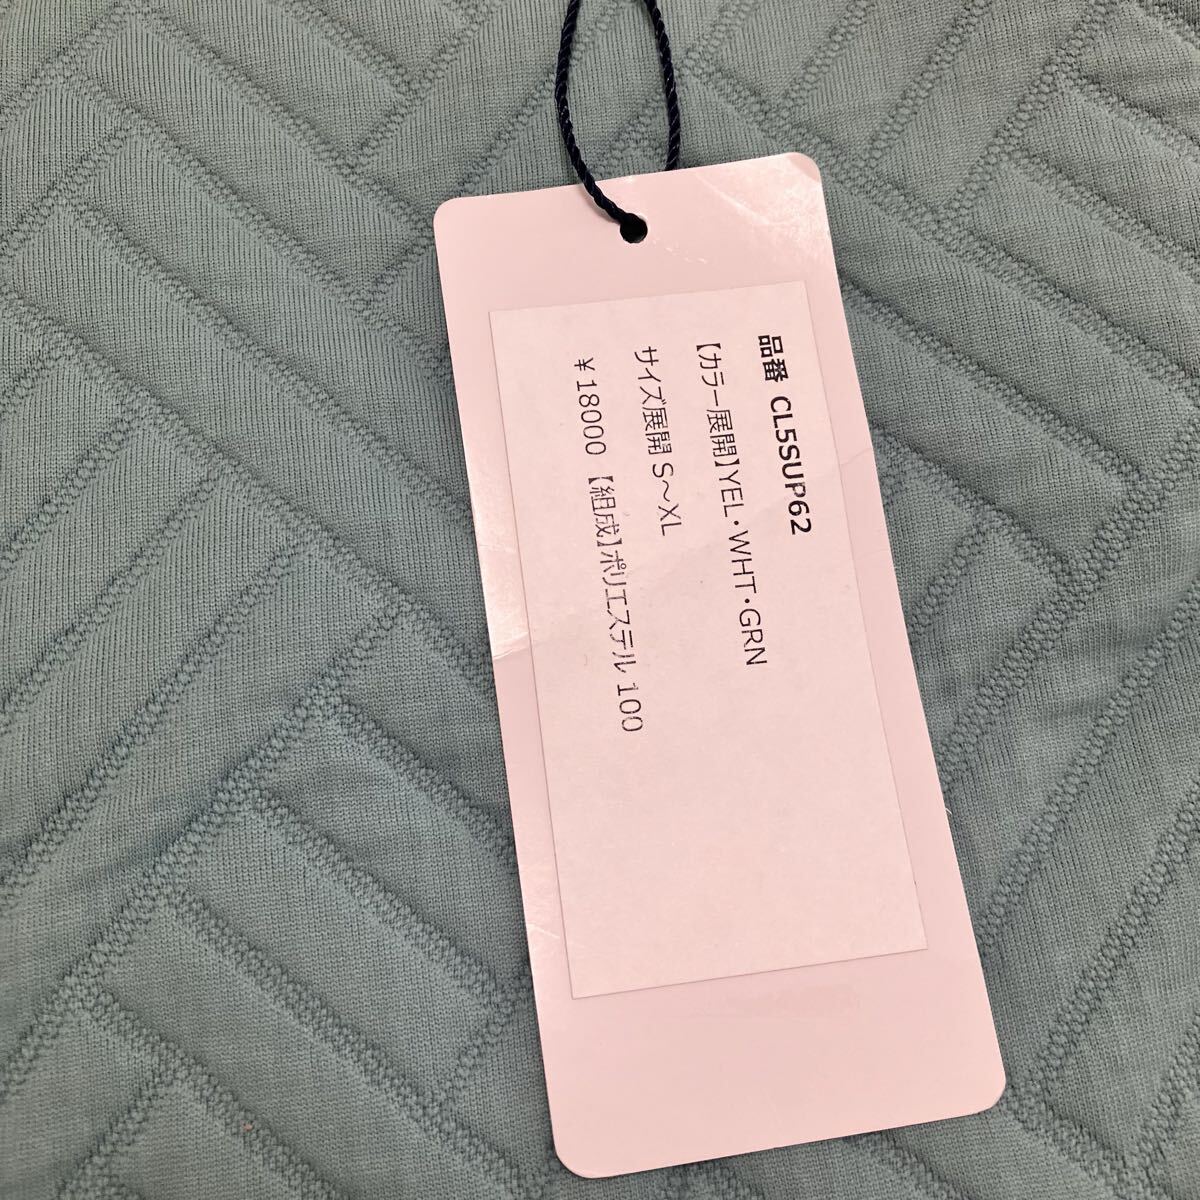 品番 CL5SUP62
【カラー展開】YEL・WHT・GRN
サイズ展開 S～XL
￥18000 【組成】ポリエステル 100